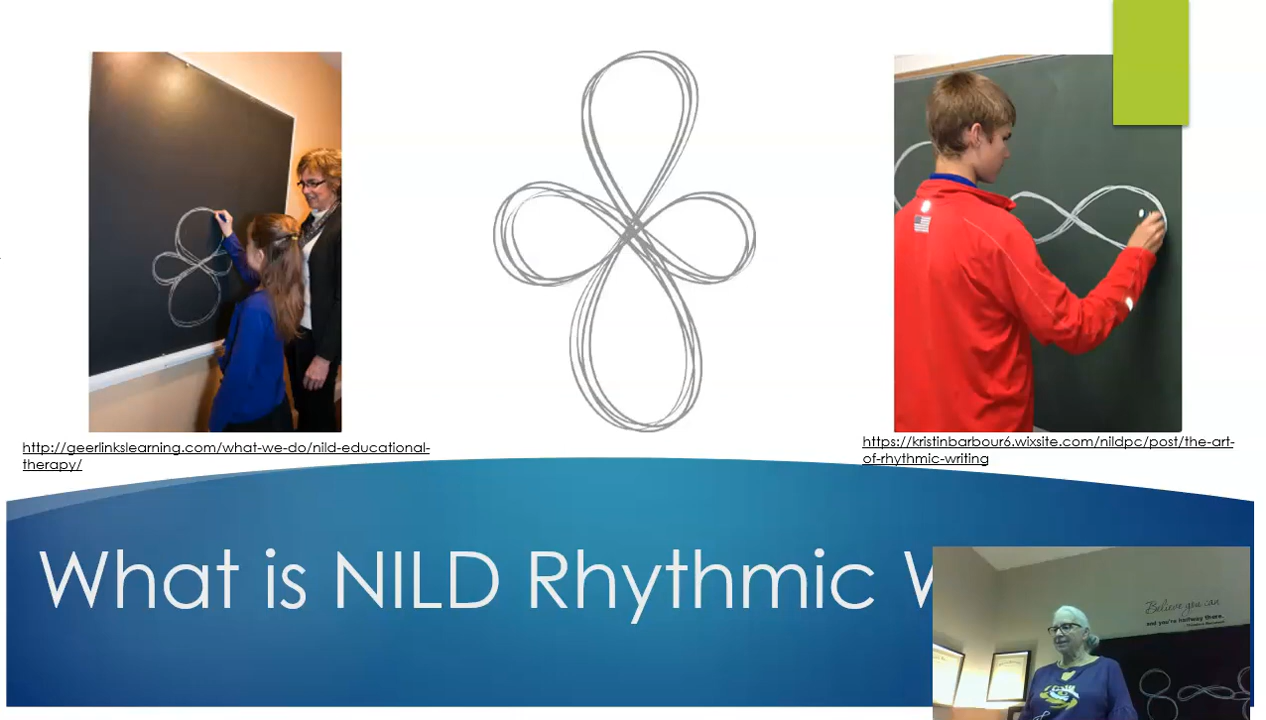 http://geerlinkslearning.com/what-we-do/nild-educational-
therapy/
https://kristinbarbour6.wixsite.com/nildpc/post/the-art-
of-rhythmic-writing
What is NILD Rhythmic W
Believe you can
and you're halfway there.